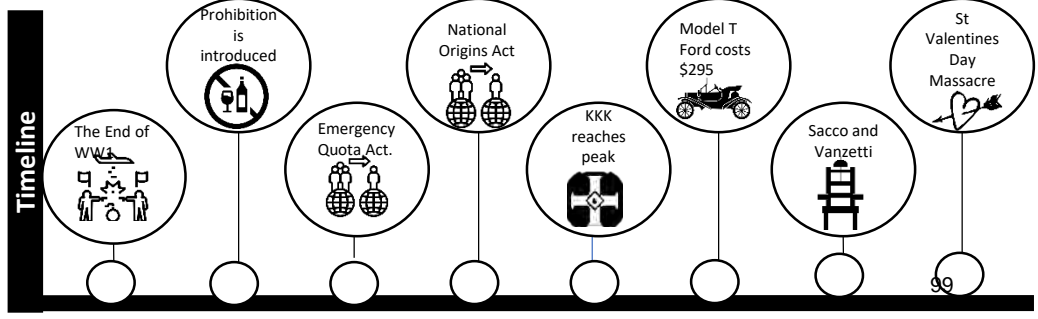 Timeline
The End of
WW1
Prohibition
is
introduced
Emergency
Quota Act.
National
Origins Act
KKK
reaches
peak
Model T
Ford costs
$295
Sacco and
Vanzetti
St
Valentines
Day
Massacre
99